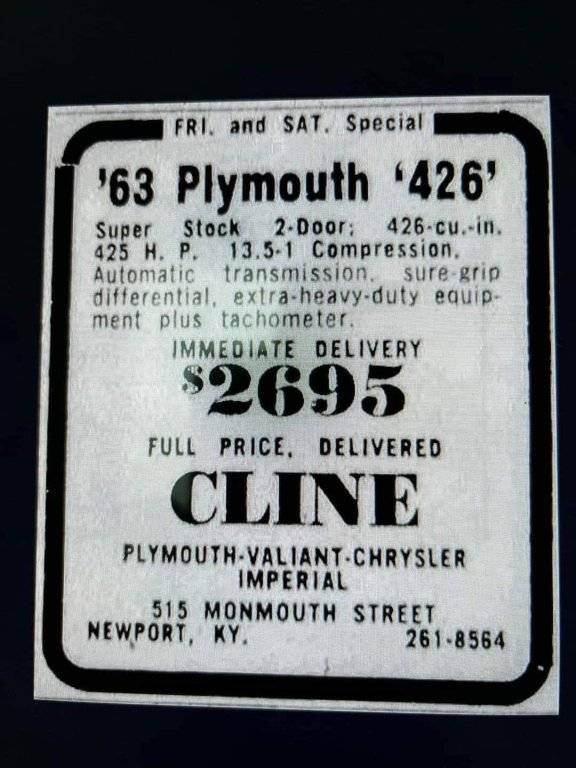 FRI. and SAT. Special
'63 Plymouth '426'
Super Stock 2-Door; 426-cu.-in.
425 H. P. 13.5-1 Compression,
Automatic transmission, sure-grip
differential, extra-heavy-duty equip-
ment plus tachometer.
IMMEDIATE DELIVERY
$2695
FULL PRICE, DELIVERED
CLINE
PLYMOUTH-VALIANT-CHRYSLER
IMPERIAL
515 MONMOUTH STREET
NEWPORT, KY. 261-8564